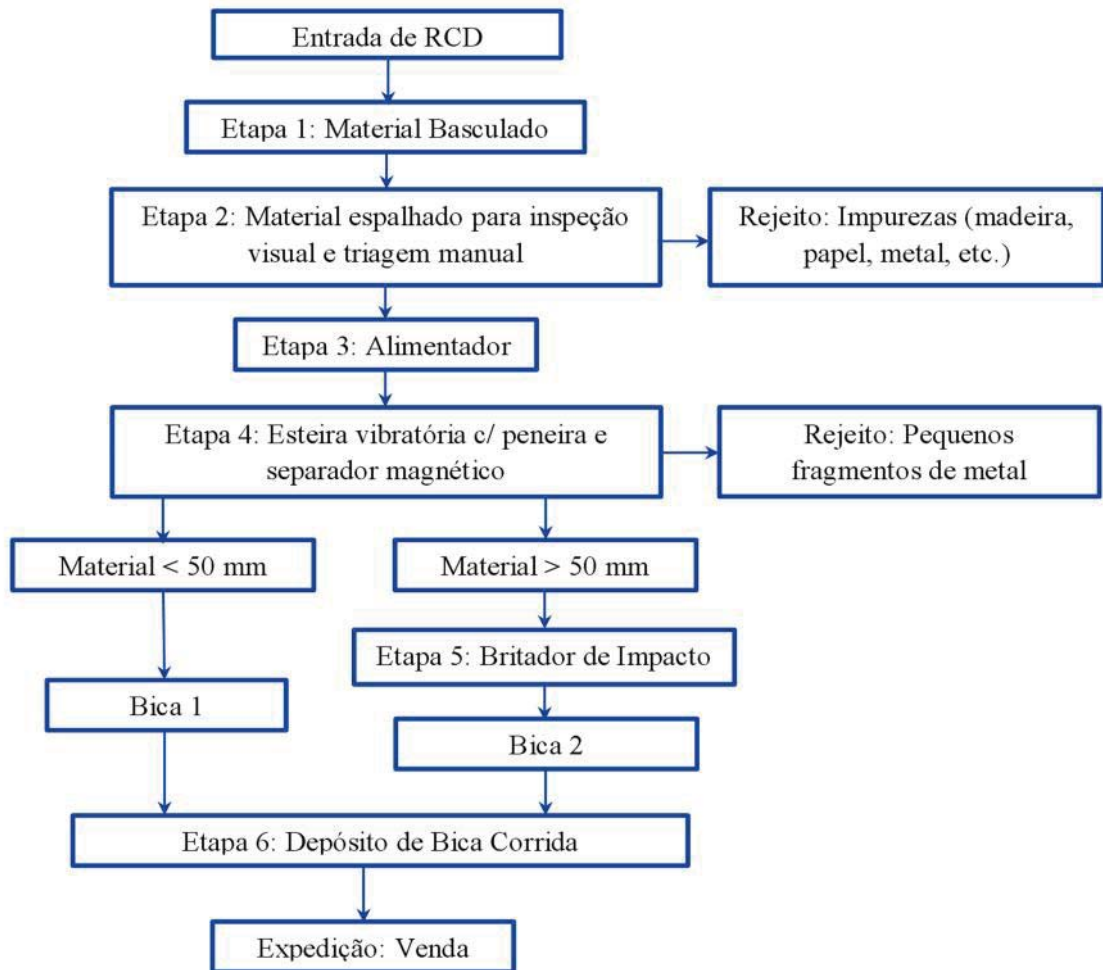 Entrada de RCD
Etapa 1: Material Basculado
Etapa 2: Material espalhado para inspeção
visual e triagem manual
Rejeito: Impurezas (madeira,
papel, metal, etc.)
Etapa 3: Alimentador
Etapa 4: Esteira vibratória c/ peneira e
separador magnético
Rejeito: Pequenos
fragmentos de metal
Material < 50 mm
Material > 50 mm
Etapa 5: Britador de Impacto
Bica 1
Bica 2
Etapa 6: Depósito de Bica Corrida
Expedição: Venda